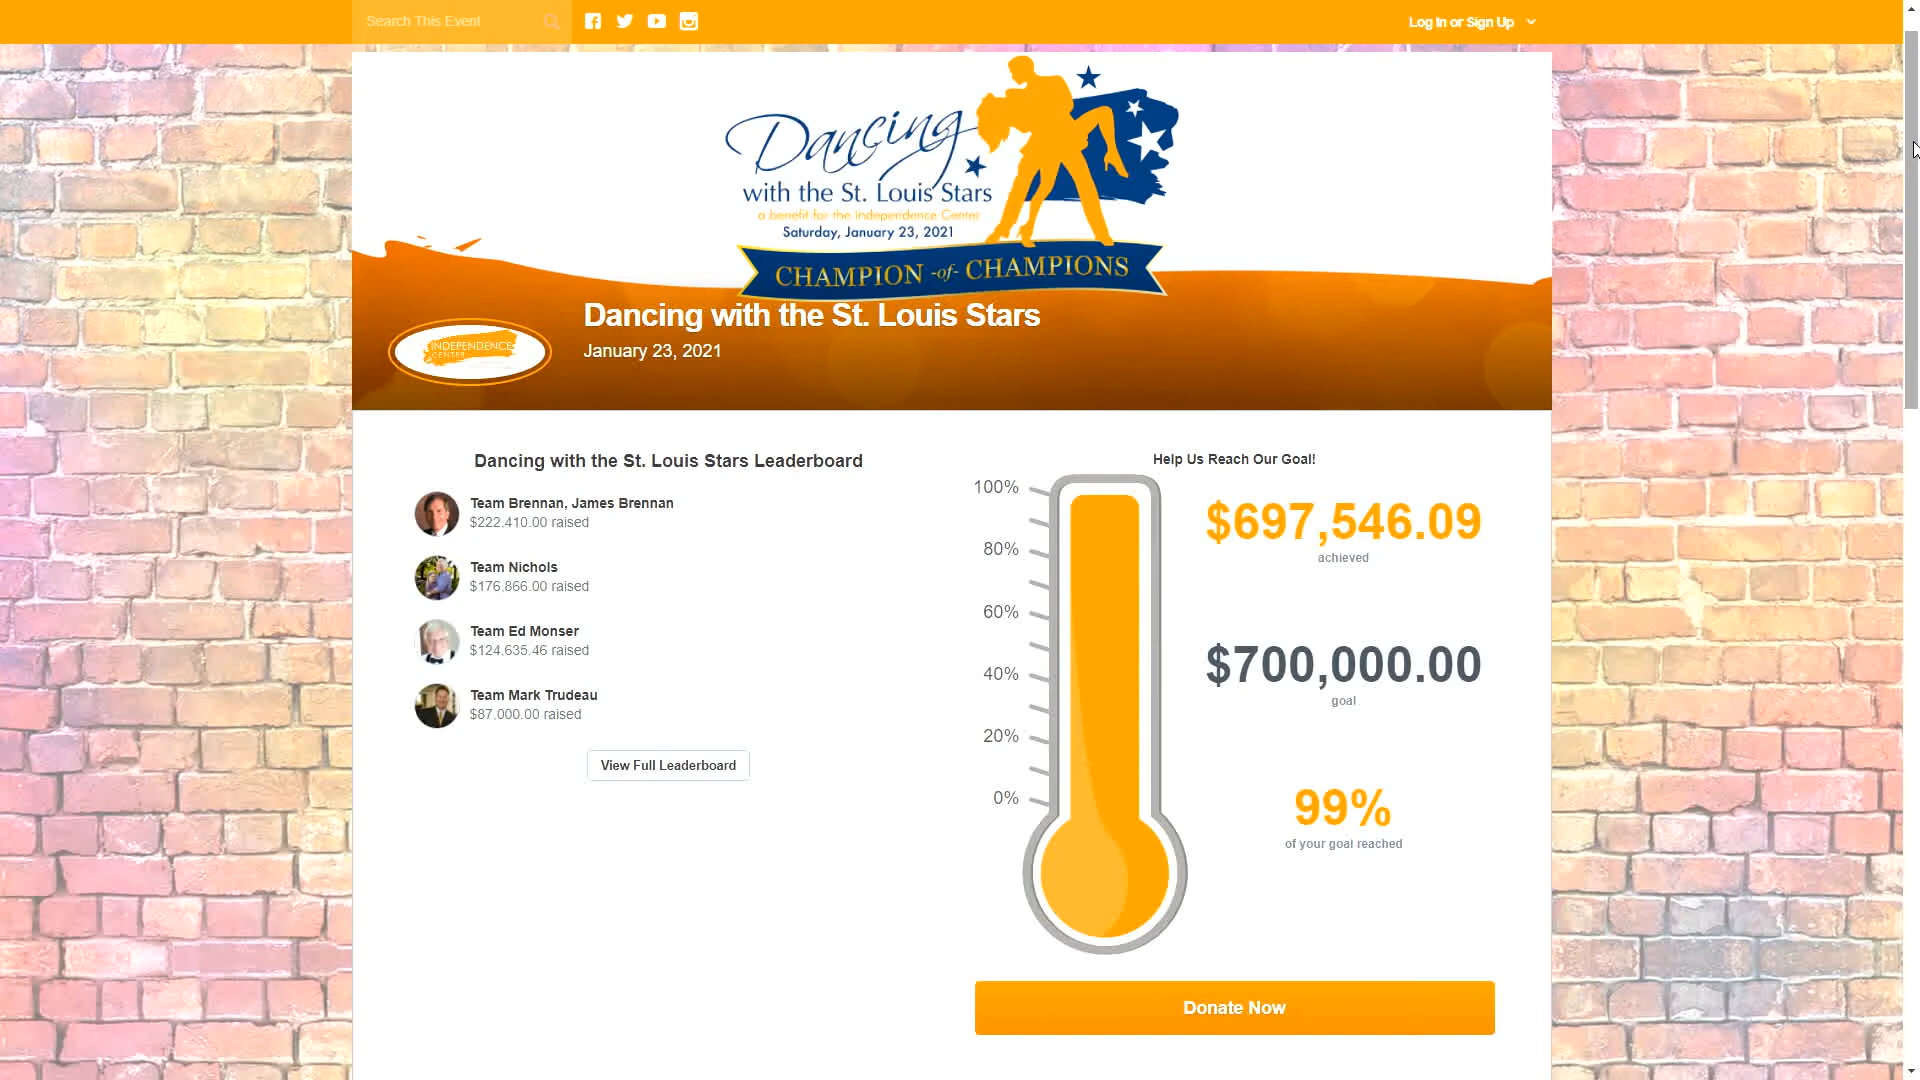 Search This Event
Log In or Sign Up
Dancing
with the St. Louis Stars
a benefit for the Independence Center
Saturday, January 23, 2021
CHAMPION -of- CHAMPIONS
Dancing with the St. Louis Stars
January 23, 2021
INDEPENDENCE
CENTER
Dancing with the St. Louis Stars Leaderboard
Team Brennan, James Brennan
$222,410.00 raised
Team Nichols
$176,866.00 raised
Team Ed Monser
$124,635.46 raised
Team Mark Trudeau
$87,000.00 raised
View Full Leaderboard
Help Us Reach Our Goal!
100%
80%
60%
40%
20%
0%
$697,546.09
achieved
$700,000.00
goal
99%
of your goal reached
Donate Now